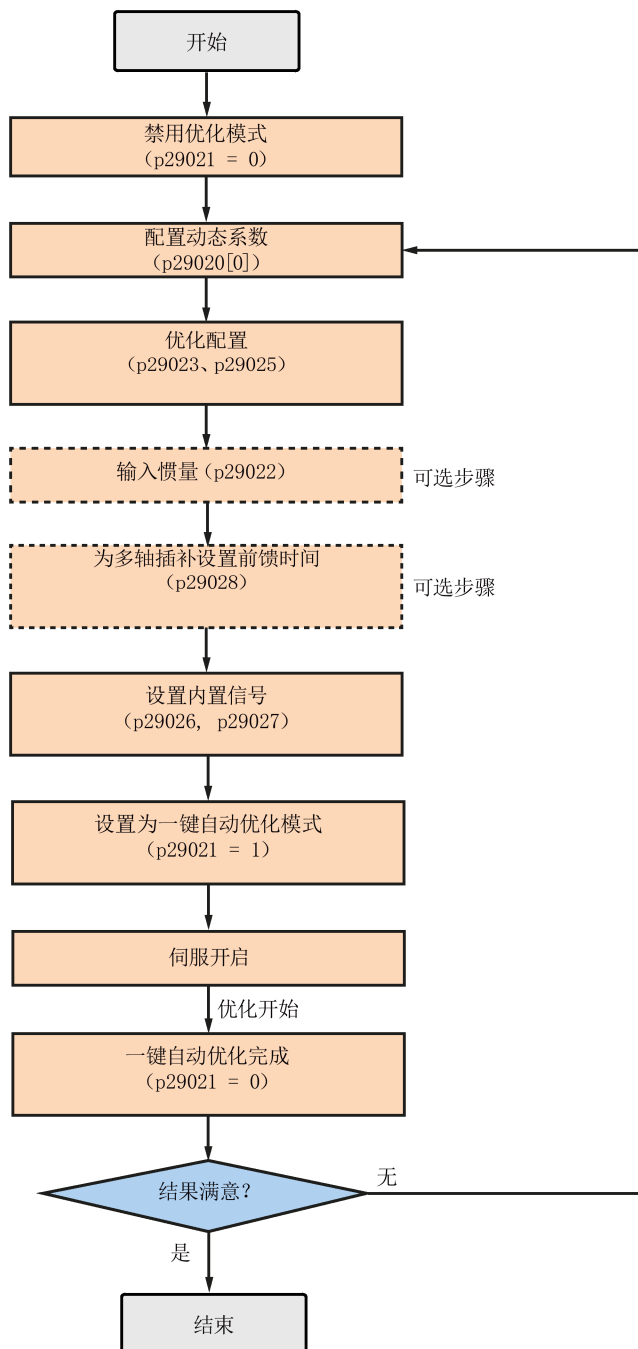 开始
禁用优化模式
（p29021 = 0）
配置动态系数
（p29020[0]）
优化配置
（p29023、p29025）
输入惯量（p29022）
可选步骤
为多轴插补设置前馈时间
（p29028）
可选步骤
设置内置信号
（p29026, p29027）
设置为一键自动优化模式
（p29021 = 1）
伺服开启
优化开始
一键自动优化完成
（p29021 = 0）
结果满意？
无
是
结束